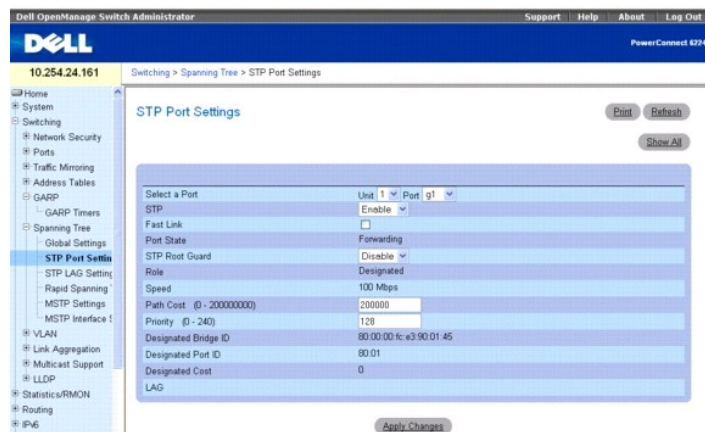 Dell OpenManage Switch Administrator
Support Help About Log Out
DELL
PowerConnect 6224
10.254.24.161
Switching > Spanning Tree > STP Port Settings
Home
System
Switching
Network Security
Ports
Traffic Mirroring
Address Tables
GARP
GARP Timers
Spanning Tree
Global Settings
STP Port Settin
STP LAG Setting
Rapid Spanning
MSTP Settings
MSTP Interface S
VLAN
Link Aggregation
Multicast Support
LLDP
Statistics/RMON
Routing
IPv6
STP Port Settings
Print Refresh
Show All
Select a Port Unit 1 Port g1
STP Enable
Fast Link
Port State Forwarding
STP Root Guard Disable
Role Designated
Speed 100 Mbps
Path Cost (0 - 200000000) 200000
Priority (0 - 240) 128
Designated Bridge ID 80:00:00:fc:e3:90:01:45
Designated Port ID 80:01
Designated Cost 0
LAG
Apply Changes